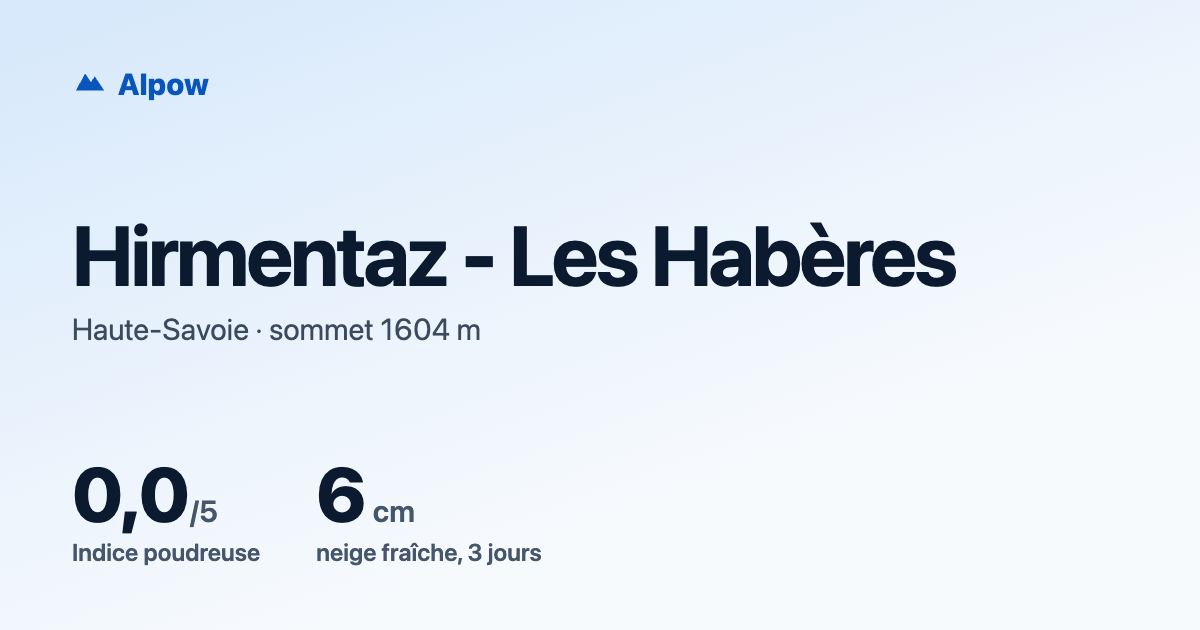 Alpow
Hirmentaz - Les Habères
Haute-Savoie · sommet 1604 m
0,0/5
Indice poudreuse
6 cm
neige fraîche, 3 jours